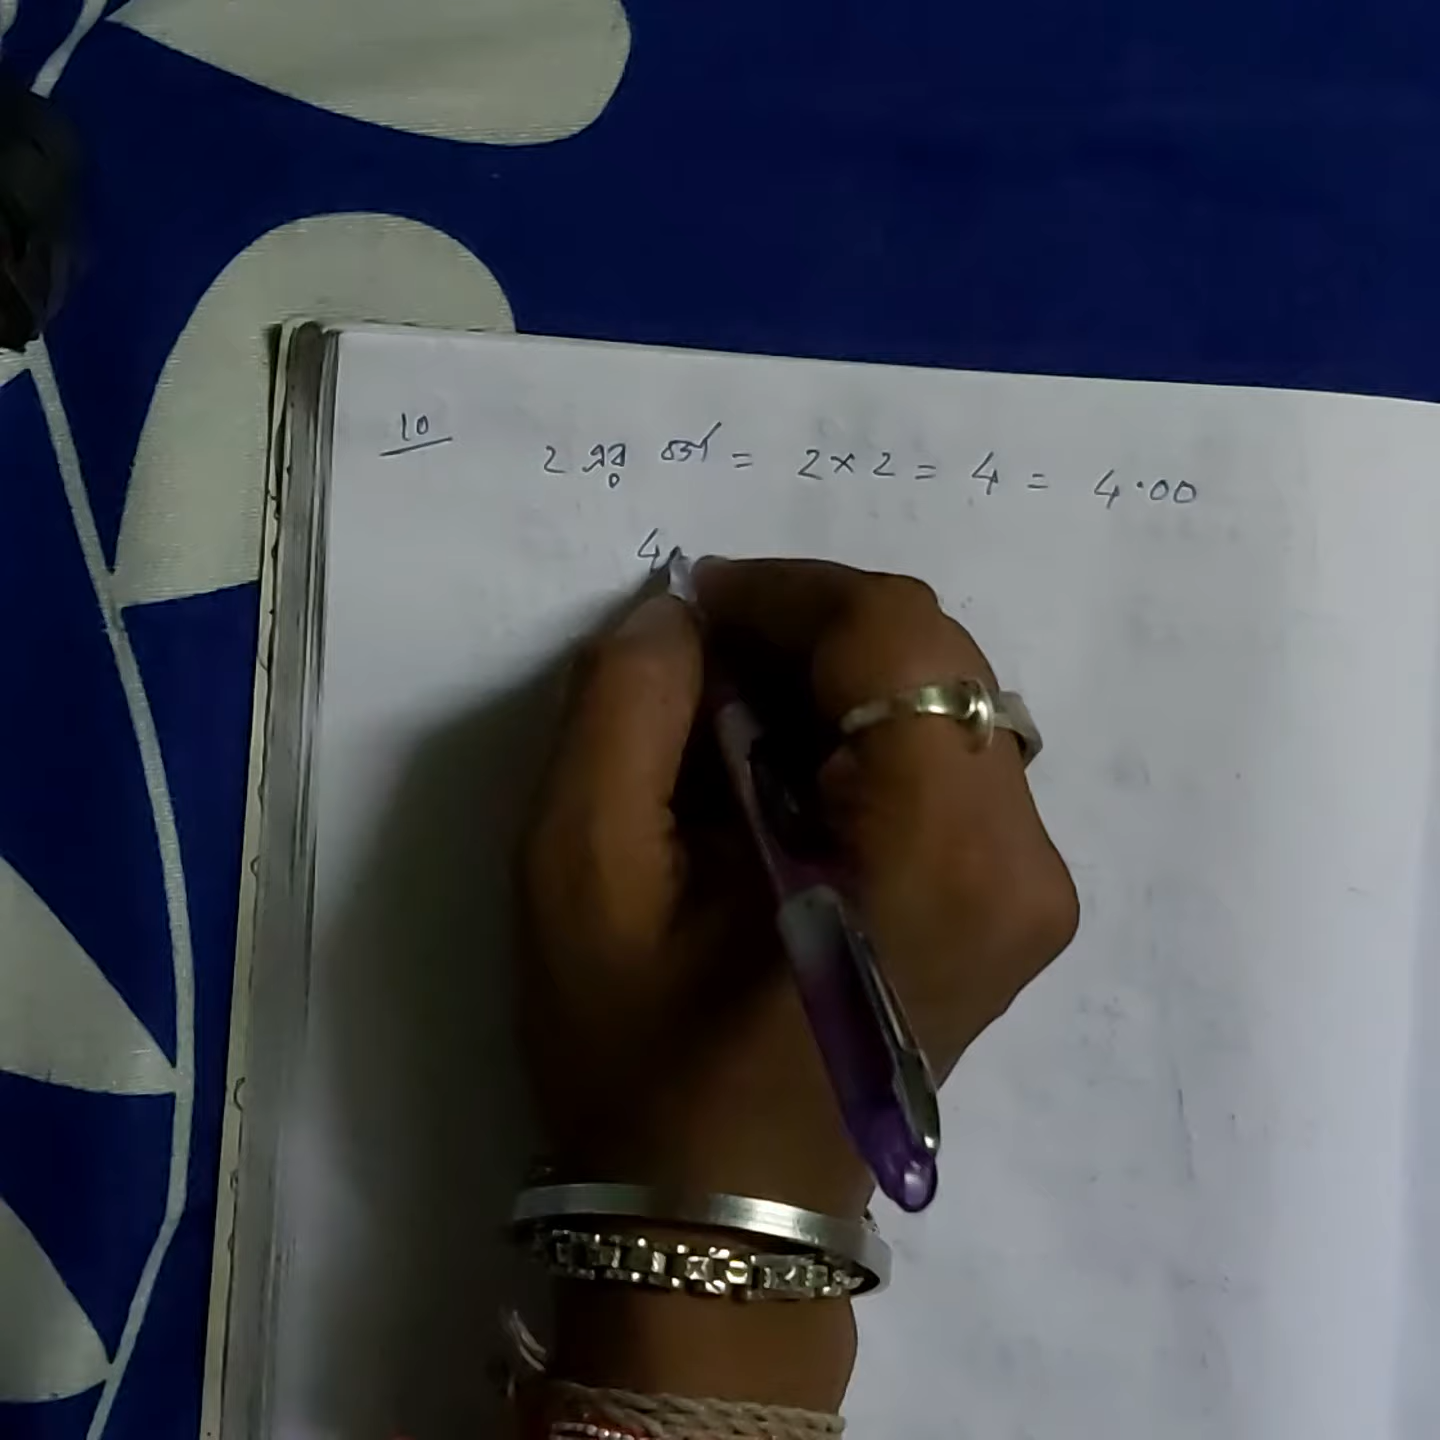 10
2 এর বর্গ = 2 × 2 = 4 = 4.00
4